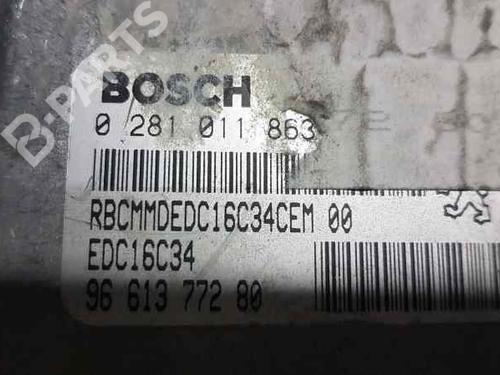 B-PARTS
BOSCH
0 281 011 863
RBCMMDEDC16C34CEM 00
EDC16C34
96 613 772 80